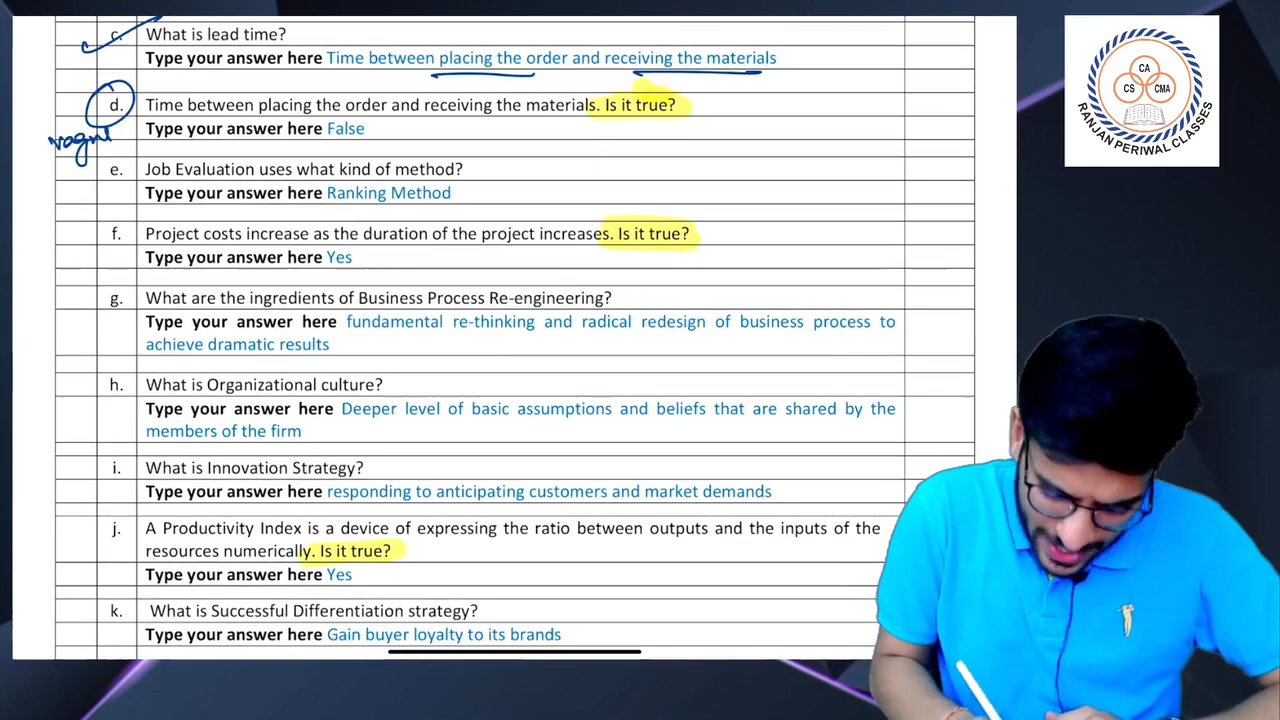 c. What is lead time?
Type your answer here Time between placing the order and receiving the materials
d. Time between placing the order and receiving the materials. Is it true?
Type your answer here False
vague
e. Job Evaluation uses what kind of method?
Type your answer here Ranking Method
f. Project costs increase as the duration of the project increases. Is it true?
Type your answer here Yes
g. What are the ingredients of Business Process Re-engineering?
Type your answer here fundamental re-thinking and radical redesign of business process to
achieve dramatic results
h. What is Organizational culture?
Type your answer here Deeper level of basic assumptions and beliefs that are shared by the
members of the firm
i. What is Innovation Strategy?
Type your answer here responding to anticipating customers and market demands
j. A Productivity Index is a device of expressing the ratio between outputs and the inputs of the
resources numerically. Is it true?
Type your answer here Yes
k. What is Successful Differentiation strategy?
Type your answer here Gain buyer loyalty to its brands
CA
CS CMA
RANJAN PERIWAL CLASSES